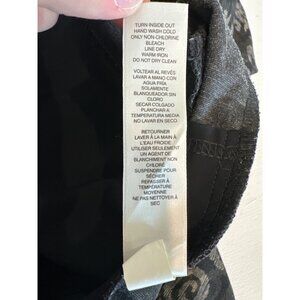 TURN INSIDE OUT
HAND WASH COLD
ONLY NON-CHLORINE
BLEACH
LINE DRY
WARM IRON
DO NOT DRY CLEAN
VOLTEAR AL REVÉS
LAVAR A MANO CON
AGUA FRÍA
SOLAMENTE
BLANQUEADOR SIN
CLORO
SECAR COLGADO
PLANCHAR A
TEMPERATURA MEDIA
NO LAVAR EN SECO
RETOURNER
LAVER À LA MAIN À
L'EAU FROIDE
UTILISER SEULEMENT
UN AGENT DE
BLANCHIMENT NON
CHLORÉ
SUSPENDRE POUR
SÉCHER
REPASSER À
TEMPÉRATURE
MOYENNE
NE PAS NETTOYER À
SEC